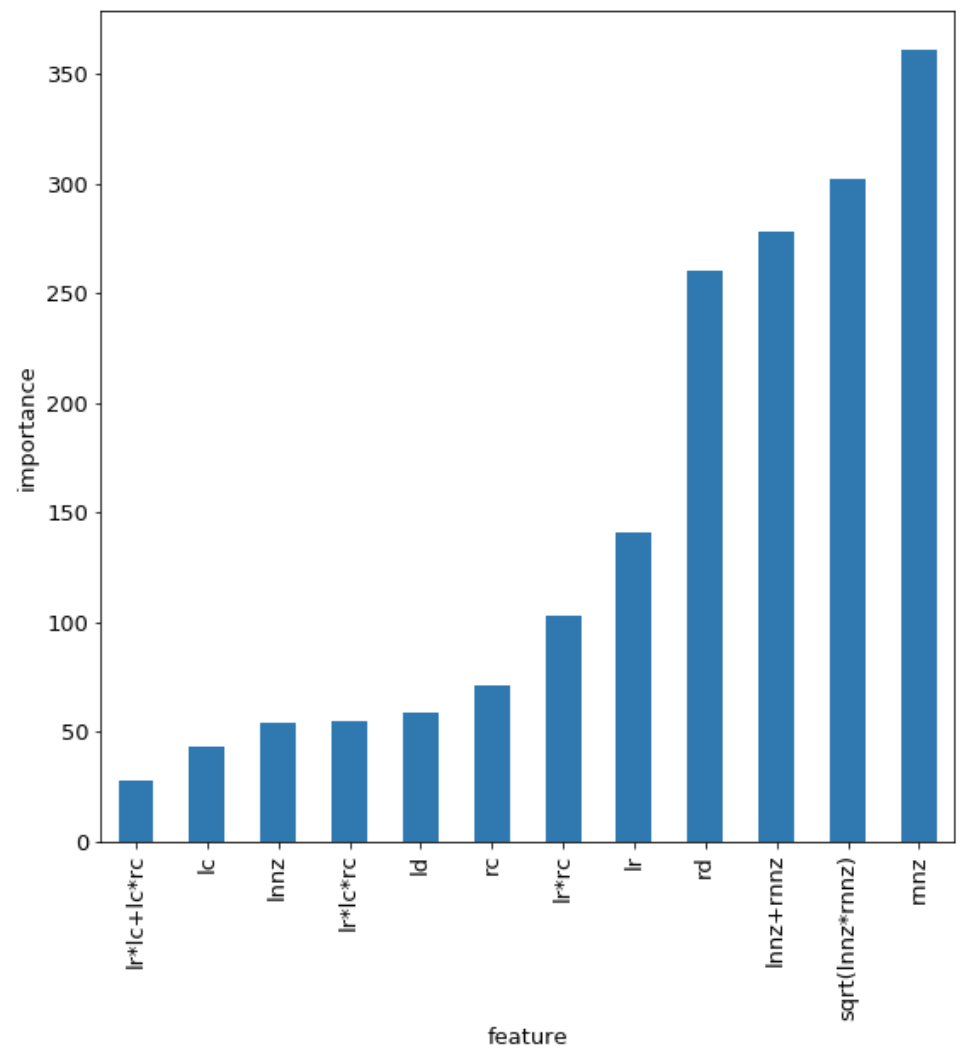 350
300
250
200
150
100
50
0
importance
lr*lc+lc*rc
lc
lnnz
lr*lc*rc
ld
rc
lr*rc
lr
rd
lnnz+rnnz
sqrt(lnnz*rnnz)
rnnz
feature